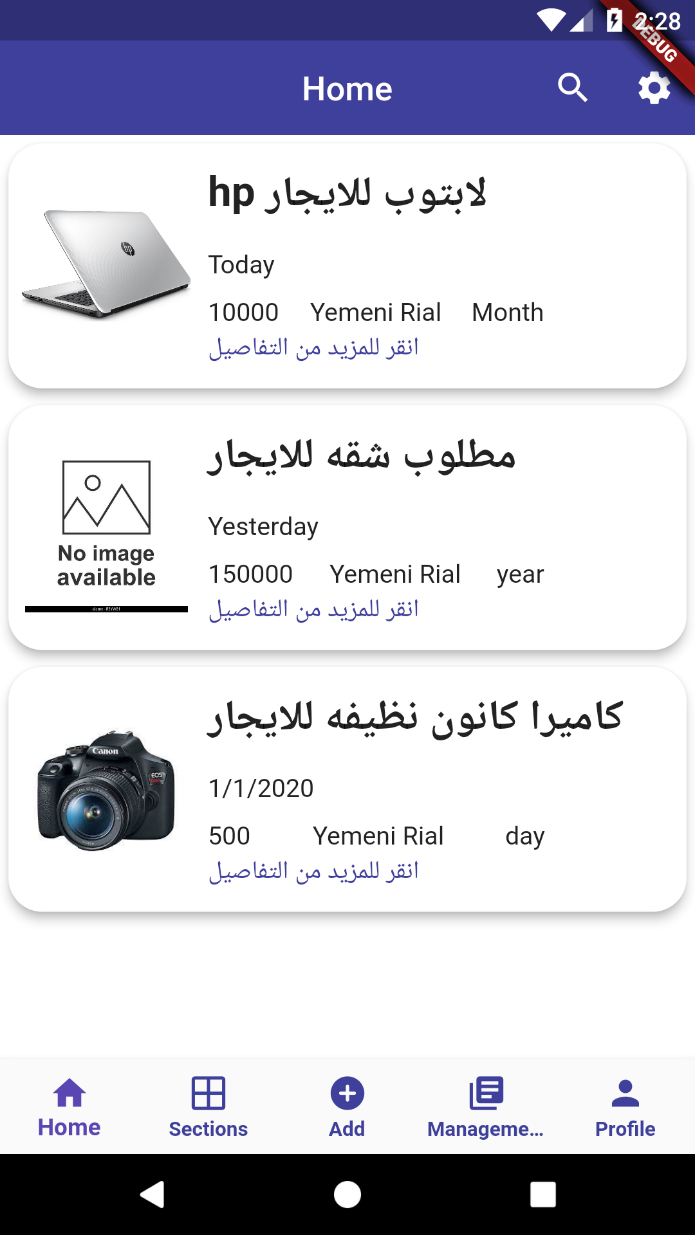 2:28
DEBUG
Home
لابتوب للايجار hp
Today
10000 Yemeni Rial Month
انقر للمزيد من التفاصيل
مطلوب شقه للايجار
No image
available
Yesterday
150000 Yemeni Rial year
انقر للمزيد من التفاصيل
كاميرا كانون نظيفه للايجار
Canon
EOS
1/1/2020
500 Yemeni Rial day
انقر للمزيد من التفاصيل
Home
Sections
Add
Manageme…
Profile